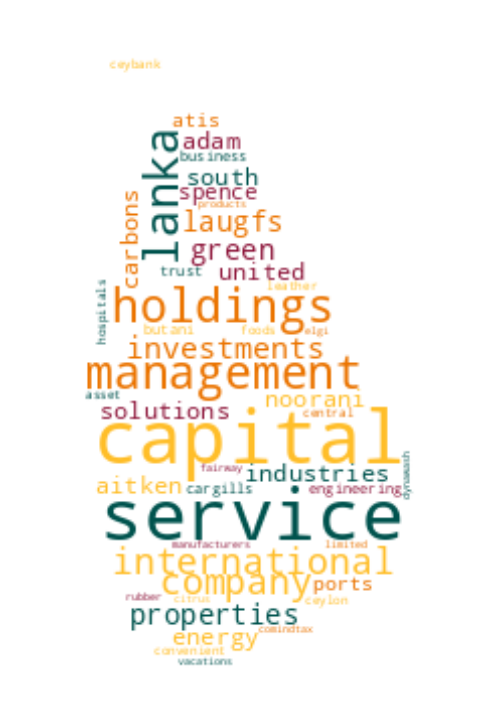 ceybank
atis
lanka
adam
business
south
spence
products
carbons
laugfs
green
trust
united
hospitals
leather
holdings
butani
foods
elgi
investments
management
asset
noorani
solutions
central
capital
fairway
industries
dynawash
aitken
cargills
engineering
service
manufacturers
limited
international
company
ports
rubber
citrus
ceylon
properties
energy
comindtax
convenient
vacations